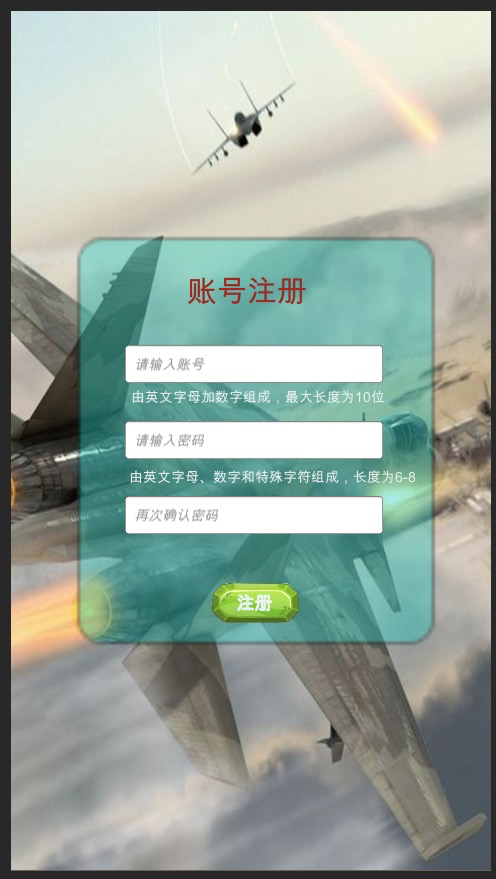 账号注册
请输入账号
由英文字母加数字组成，最大长度为10位
请输入密码
由英文字母、数字和特殊字符组成，长度为6-8
再次确认密码
注册